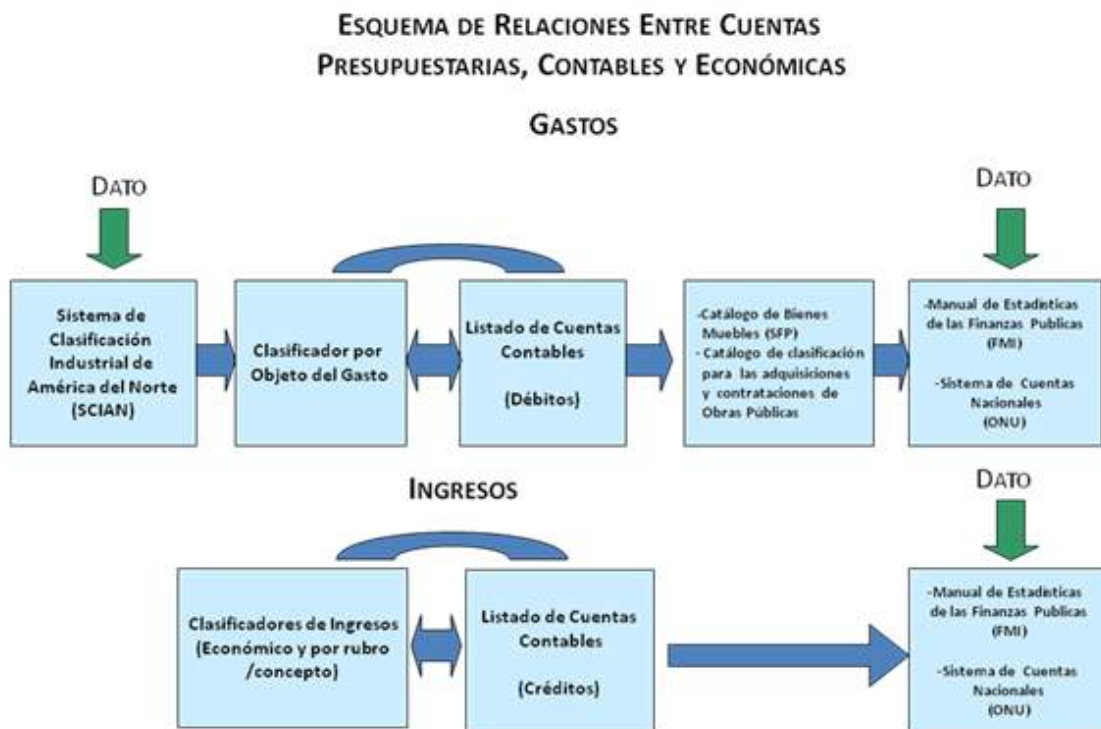 ESQUEMA DE RELACIONES ENTRE CUENTAS
PRESUPUESTARIAS, CONTABLES Y ECONÓMICAS
GASTOS
DATO
DATO
Sistema de
Clasificación
Industrial de
América del Norte
(SCIAN)
Clasificador por
Objeto del Gasto
Listado de Cuentas
Contables
(Débitos)
-Catálogo de Bienes
Muebles (SFP)
- Catálogo de clasificación
para las adquisiciones
y contrataciones de
Obras Públicas
-Manual de Estadísticas
de las Finanzas Publicas
(FMI)
-Sistema de Cuentas
Nacionales
(ONU)
INGRESOS
DATO
Clasificadores de Ingresos
(Económico y por rubro
/concepto)
Listado de Cuentas
Contables
(Créditos)
-Manual de Estadísticas
de las Finanzas Publicas
(FMI)
-Sistema de Cuentas
Nacionales
(ONU)